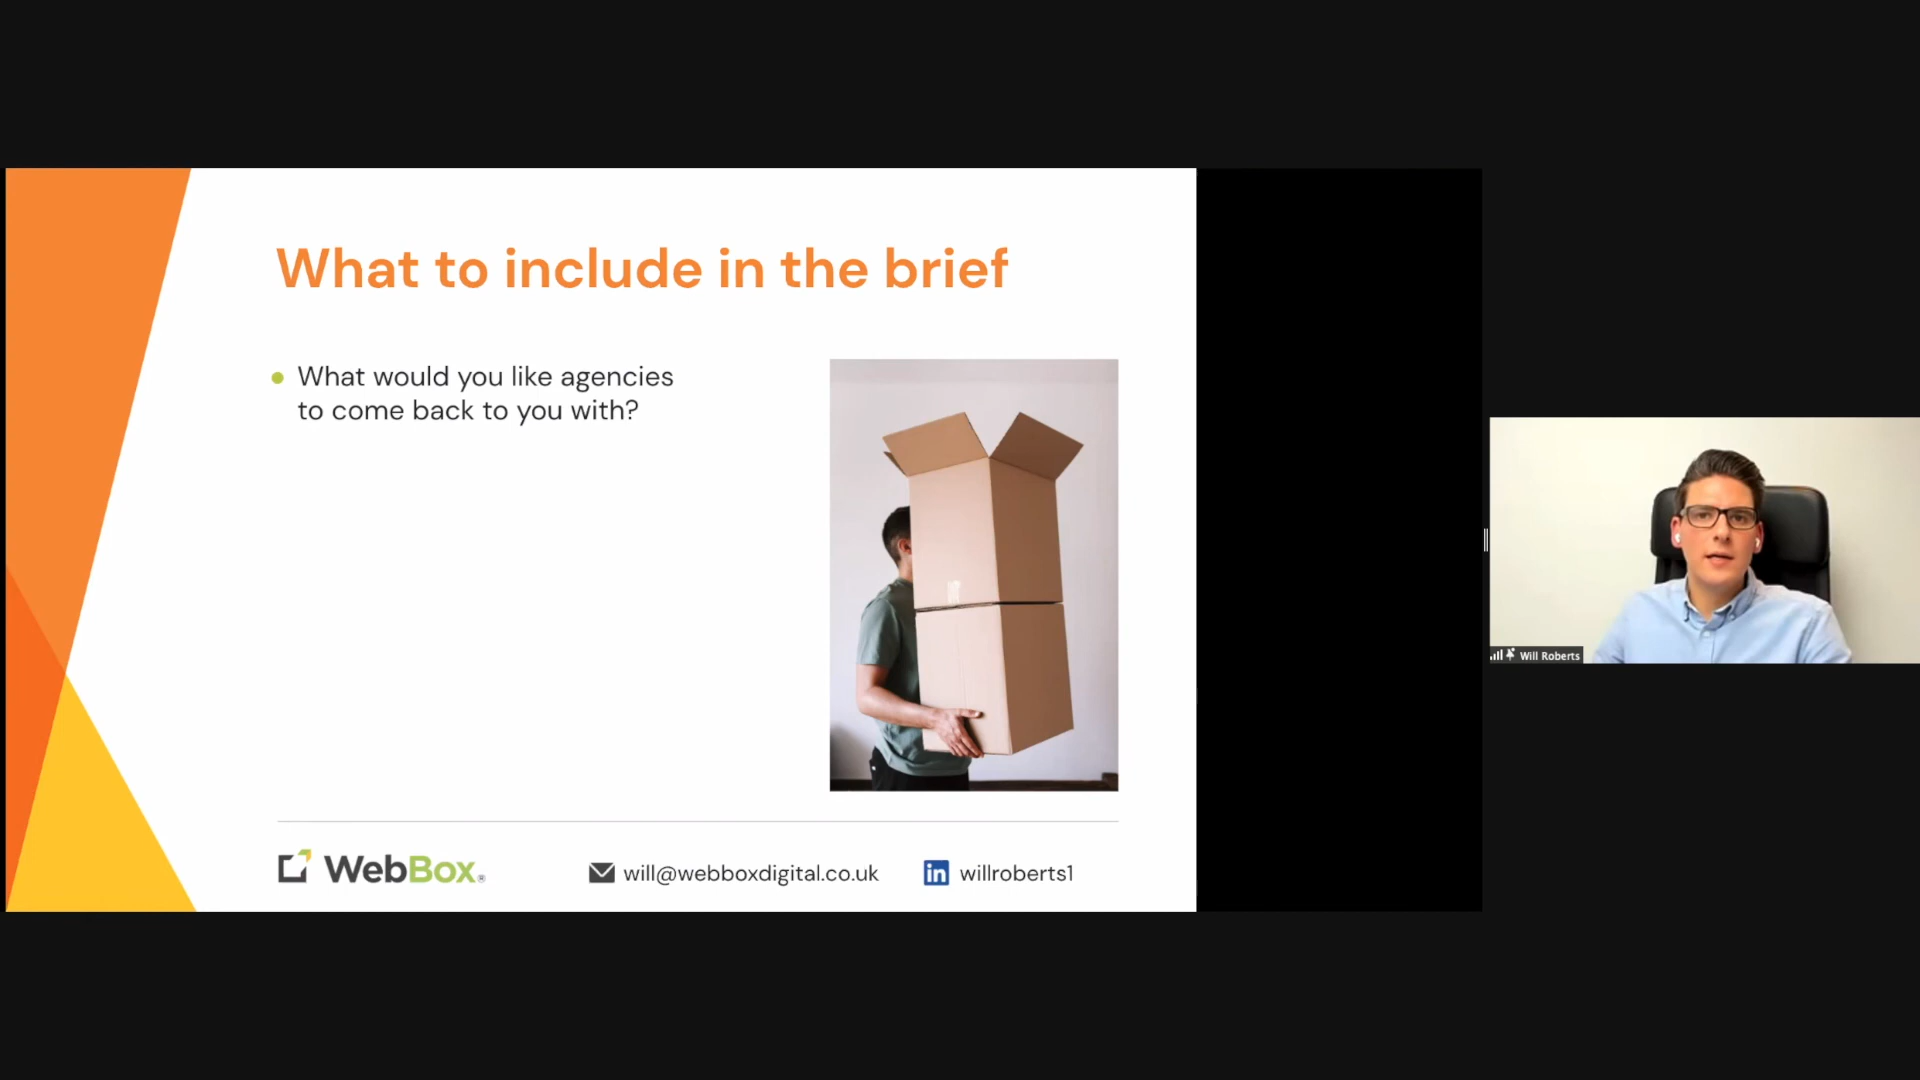 What to include in the brief
What would you like agencies
to come back to you with?
WebBox®
will@webboxdigital.co.uk
in willroberts1
Will Roberts